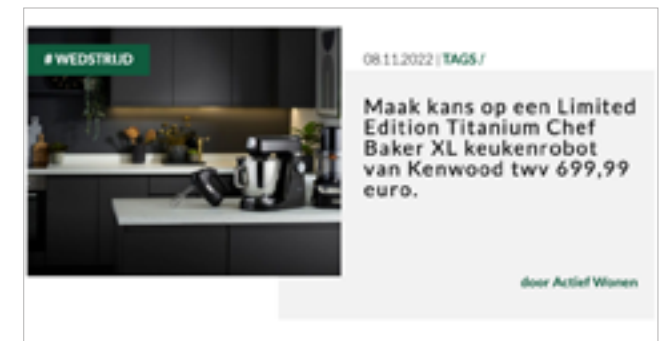 # WEDSTRIJD
08.11.2022 | TAGS /
Maak kans op een Limited
Edition Titanium Chef
Baker XL keukenrobot
van Kenwood twv 699,99
euro.
door Actief Wonen